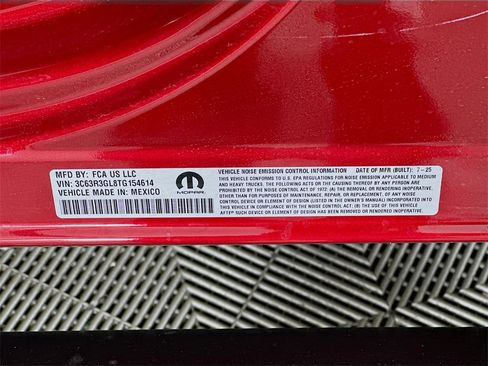 MFD BY: FCA US LLC
VIN: 3C63R3GL8TG154614
VEHICLE MADE IN: MEXICO
MOPAR
VEHICLE NOISE EMISSION CONTROL INFORMATION DATE OF MFR (BUILT): 7-25
THIS VEHICLE CONFORMS TO U.S. EPA REGULATIONS FOR NOISE EMISSION APPLICABLE TO MEDIUM
AND HEAVY TRUCKS. THE FOLLOWING ACTS OR THE CAUSING THEREOF BY ANY PERSON ARE
PROHIBITED BY THE NOISE CONTROL ACT OF 1972: (A) THE REMOVAL OR RENDERING INOPERATIVE,
OTHER THAN FOR PURPOSES OF MAINTENANCE, REPAIR, OR REPLACEMENT, OF ANY NOISE CONTROL
DEVICE OR ELEMENT OF DESIGN (LISTED IN THE OWNER'S MANUAL) INCORPORATED INTO THIS
VEHICLE IN COMPLIANCE WITH THE NOISE CONTROL ACT; (B) THE USE OF THIS VEHICLE
AFTER SUCH DEVICE OR ELEMENT OF DESIGN HAS BEEN REMOVED OR RENDERED INOPERATIVE.